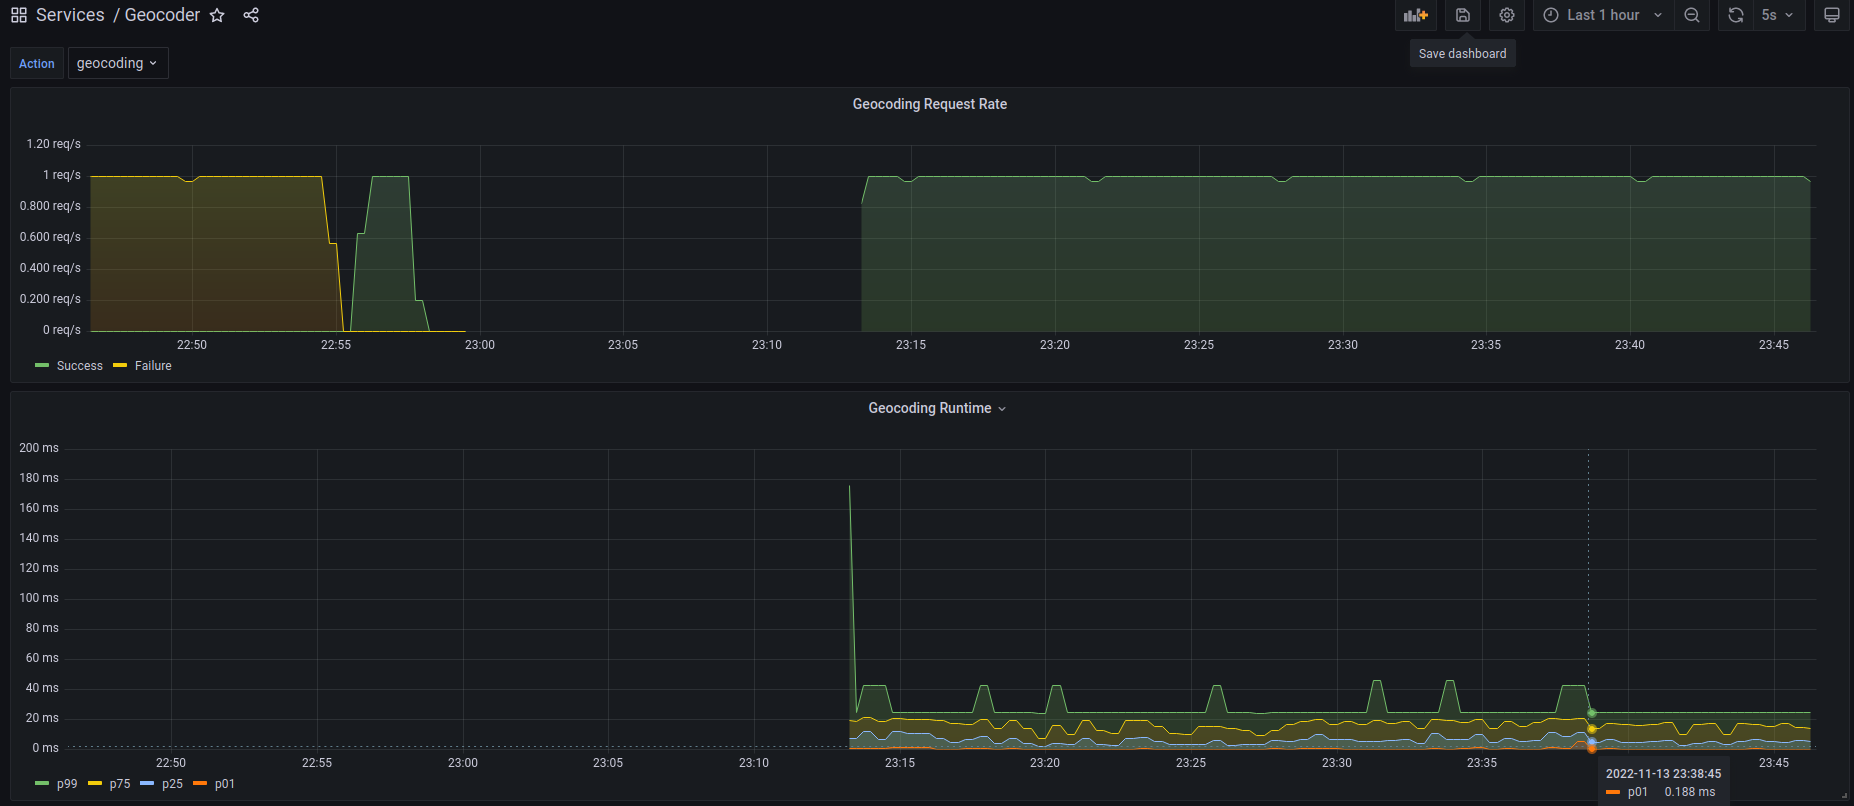 Services / Geocoder
Last 1 hour
5s
Save dashboard
Action
geocoding
Geocoding Request Rate
1.20 req/s
1 req/s
0.800 req/s
0.600 req/s
0.400 req/s
0.200 req/s
0 req/s
22:50 22:55 23:00 23:05 23:10 23:15 23:20 23:25 23:30 23:35 23:40 23:45
Success Failure
Geocoding Runtime
200 ms
180 ms
160 ms
140 ms
120 ms
100 ms
80 ms
60 ms
40 ms
20 ms
0 ms
22:50 22:55 23:00 23:05 23:10 23:15 23:20 23:25 23:30 23:35 23:45
p99 p75 p25 p01
2022-11-13 23:38:45
p01 0.188 ms